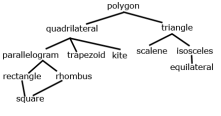 polygon
quadrilateral triangle
parallelogram trapezoid kite scalene isosceles
equilateral
rectangle rhombus
square